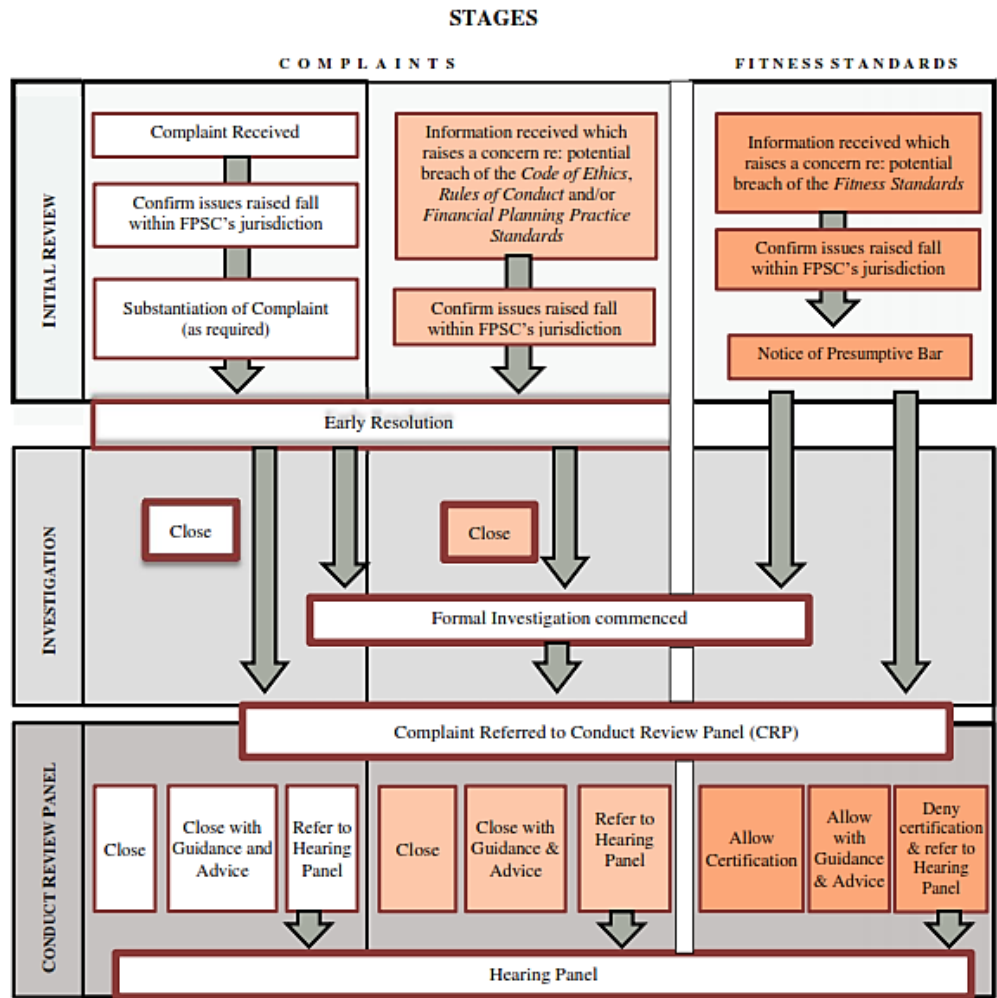 STAGES
COMPLAINTS
FITNESS STANDARDS
INITIAL REVIEW
Complaint Received
Confirm issues raised fall
within FPSC's jurisdiction
Substantiation of Complaint
(as required)
Information received which
raises a concern re: potential
breach of the Code of Ethics,
Rules of Conduct and/or
Financial Planning Practice
Standards
Confirm issues raised fall
within FPSC's jurisdiction
Information received which
raises a concern re: potential
breach of the Fitness Standards
Confirm issues raised fall
within FPSC's jurisdiction
Notice of Presumptive Bar
Early Resolution
INVESTIGATION
Close
Close
Formal Investigation commenced
Complaint Referred to Conduct Review Panel (CRP)
CONDUCT REVIEW PANEL
Close
Close with
Guidance and
Advice
Refer to
Hearing
Panel
Close
Close with
Guidance &
Advice
Refer to
Hearing
Panel
Allow
Certification
Allow
with
Guidance
& Advice
Deny
certification
& refer to
Hearing
Panel
Hearing Panel